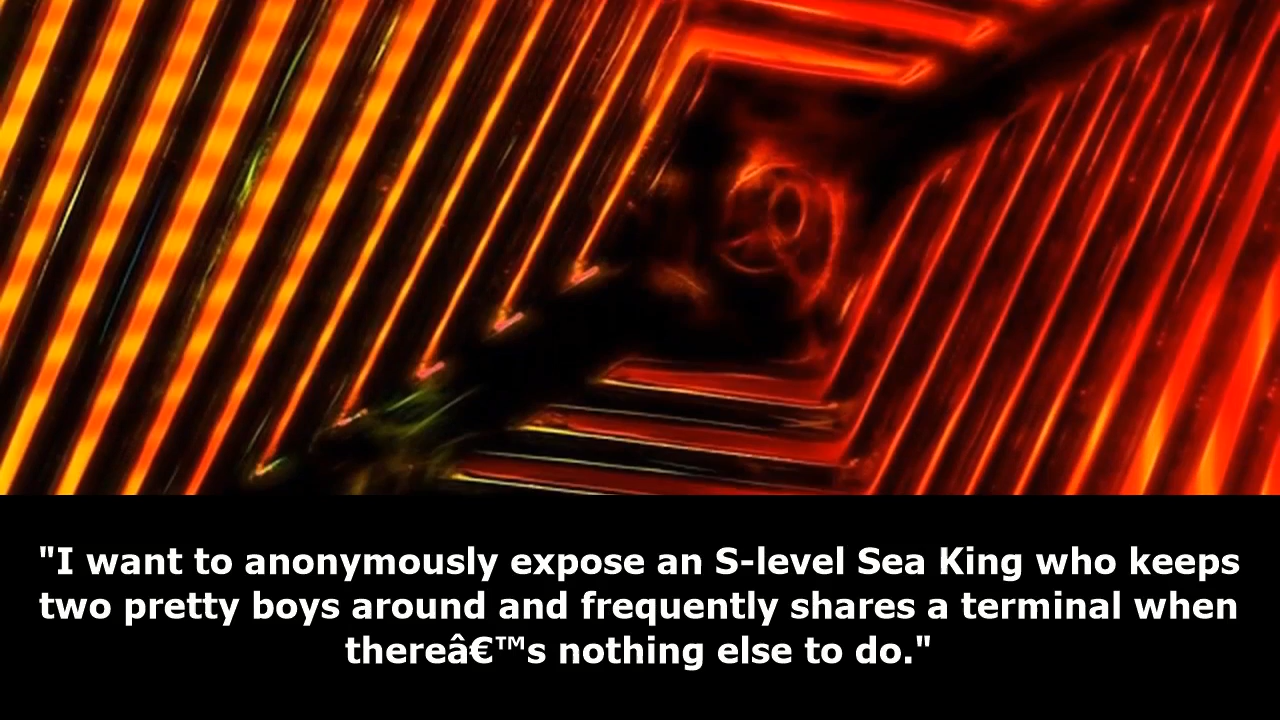 "I want to anonymously expose an S-level Sea King who keeps
two pretty boys around and frequently shares a terminal when
thereâ€™s nothing else to do."